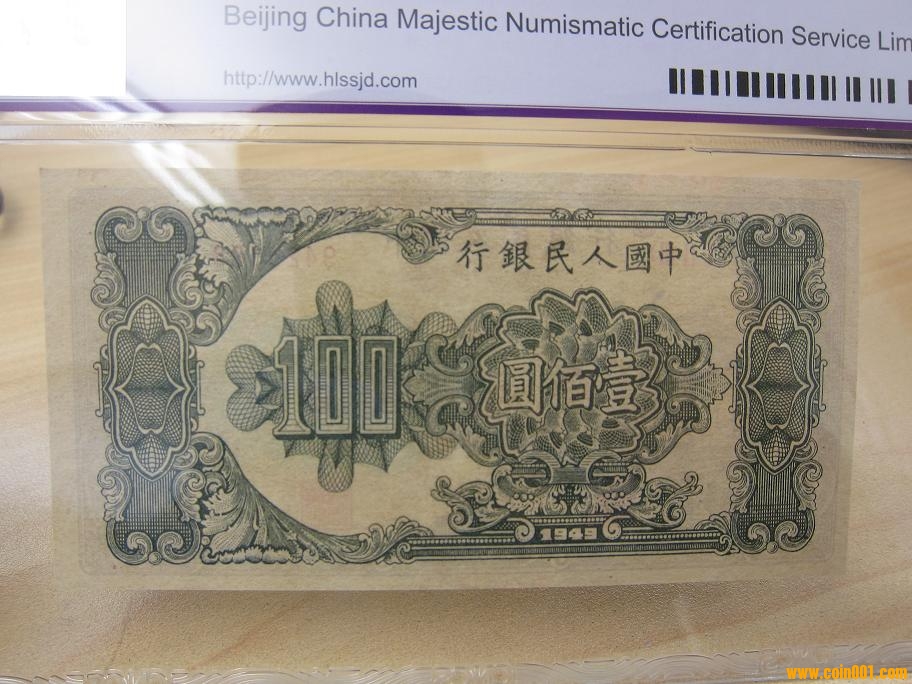 Beijing China Majestic Numismatic Certification Service Lim
http://www.hlssjd.com
行銀民人國中
100
圓佰壹
1949
www.coin001.com